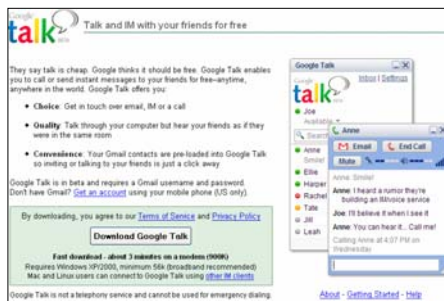 Google
talk
BETA
Talk and IM with your friends for free
They say talk is cheap. Google thinks it should be free. Google Talk enables
you to call or send instant messages to your friends for free–anytime,
anywhere in the world. Google Talk offers you:
• Choice: Get in touch over email, IM or a call
• Quality: Talk through your computer but hear your friends as if they
were in the same room
• Convenience: Your Gmail contacts are pre-loaded into Google Talk
so inviting or talking to your friends is just a click away
Google Talk is in beta and requires a Gmail username and password.
Don't have Gmail? Get an account using your mobile phone (US only).
By downloading, you agree to our Terms of Service and Privacy Policy
Download Google Talk
Fast download - about 3 minutes on a modem (900K)
Requires Windows XP/2000, minimum 56k (broadband recommended)
Mac and Linux users can connect to Google Talk using other IM clients
Google Talk is not a telephony service and cannot be used for emergency dialing.
Google Talk
Google
talk
BETA
Inbox | Settings
Joe
Available
Search
Anne
Smile!
Ellie
Harper
Rachel
Tate
Jill
Leah
Anne
Email
End Call
Mute
Anne: Smile!
Anne: I heard a rumor they're
building an IM/voice service
Joe: I'll believe it when I see it
Anne: You can hear it... Call me!
Calling Anne at 4:07 PM on
Wednesday
About - Getting Started - Help